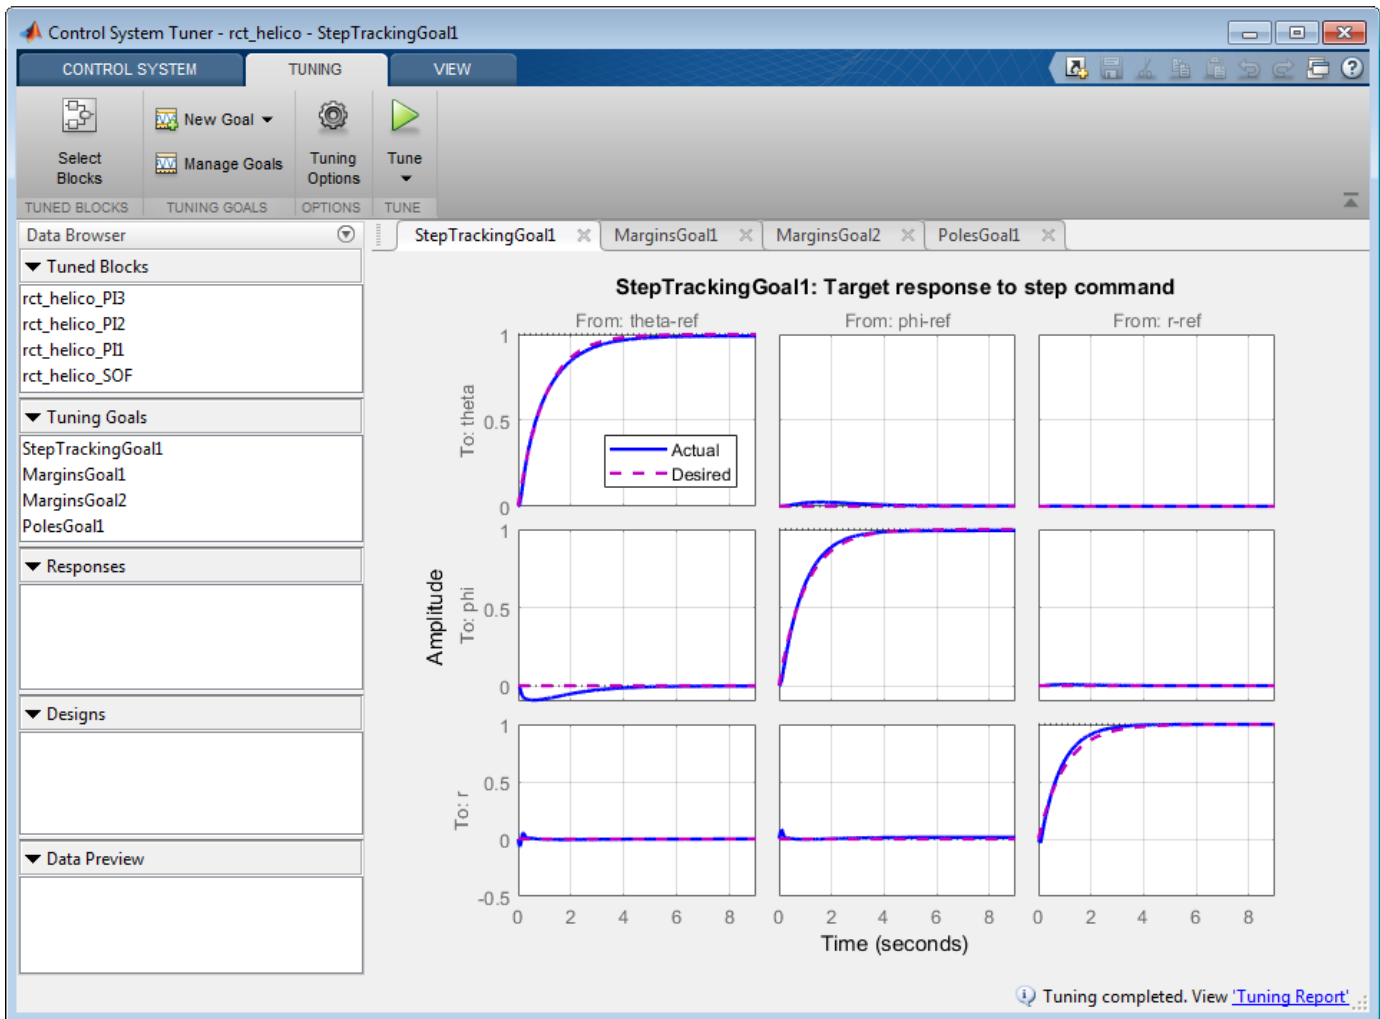 Control System Tuner - rct_helico - StepTrackingGoal1
CONTROL SYSTEM TUNING VIEW
Select Blocks
New Goal
Manage Goals
Tuning Options
Tune
TUNED BLOCKS TUNING GOALS OPTIONS TUNE
Data Browser
Tuned Blocks
rct_helico_PI3
rct_helico_PI2
rct_helico_PI1
rct_helico_SOF
Tuning Goals
StepTrackingGoal1
MarginsGoal1
MarginsGoal2
PolesGoal1
Responses
Designs
Data Preview
StepTrackingGoal1 MarginsGoal1 MarginsGoal2 PolesGoal1
StepTrackingGoal1: Target response to step command
From: theta-ref From: phi-ref From: r-ref
To: theta
1
0.5
0
Actual
Desired
Amplitude
To: phi
1
0.5
0
To: r
1
0.5
0
-0.5
0 2 4 6 8 0 2 4 6 8 0 2 4 6 8
Time (seconds)
Tuning completed. View 'Tuning Report'